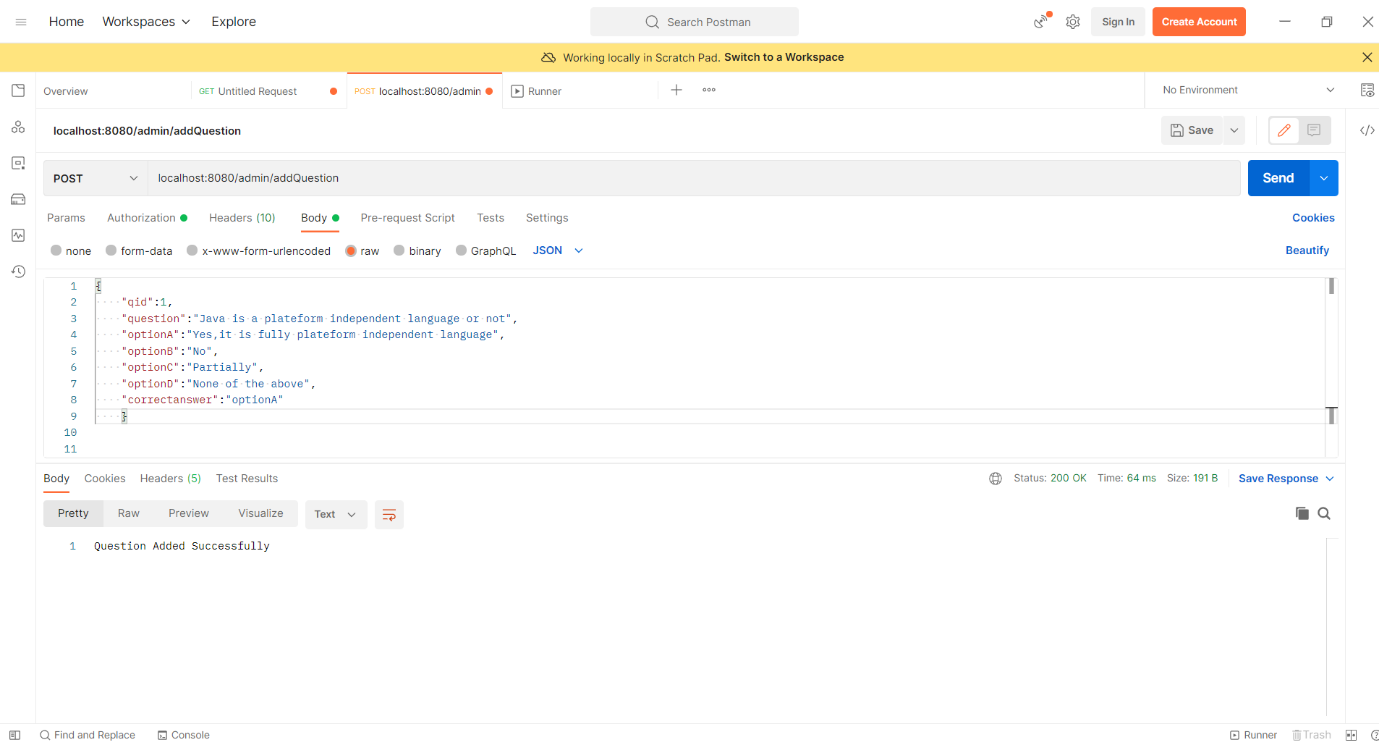 Home Workspaces Explore Search Postman Sign In Create Account
Working locally in Scratch Pad. Switch to a Workspace
Overview GET Untitled Request POST localhost:8080/admin Runner No Environment
localhost:8080/admin/addQuestion Save
POST localhost:8080/admin/addQuestion Send
Params Authorization Headers (10) Body Pre-request Script Tests Settings Cookies
none form-data x-www-form-urlencoded raw binary GraphQL JSON Beautify
1 {
2 "qid":1,
3 "question":"Java is a plateform independent language or not",
4 "optionA":"Yes,it is fully plateform independent language",
5 "optionB":"No",
6 "optionC":"Partially",
7 "optionD":"None of the above",
8 "correctanswer":"optionA"
9 }
10
11
Body Cookies Headers (5) Test Results Status: 200 OK Time: 64 ms Size: 191 B Save Response
Pretty Raw Preview Visualize Text
1 Question Added Successfully
Find and Replace Console Runner Trash